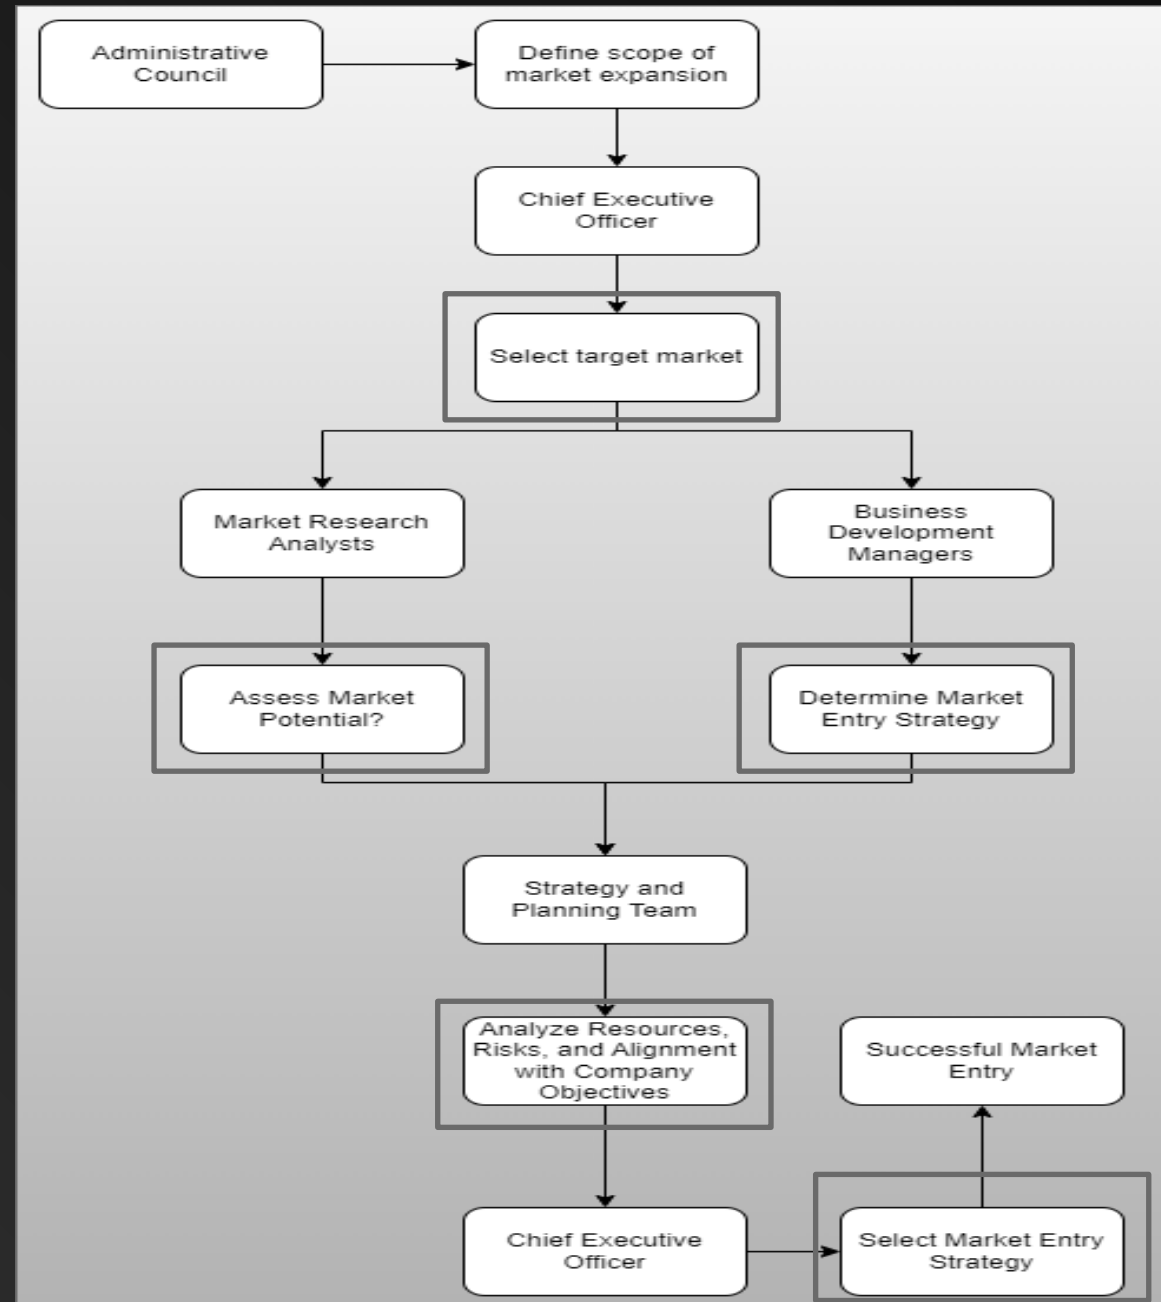 Administrative
Council
Define scope of
market expansion
Chief Executive
Officer
Select target market
Market Research
Analysts
Business
Development
Managers
Assess Market
Potential?
Determine Market
Entry Strategy
Strategy and
Planning Team
Analyze Resources,
Risks, and Alignment
with Company
Objectives
Successful Market
Entry
Chief Executive
Officer
Select Market Entry
Strategy